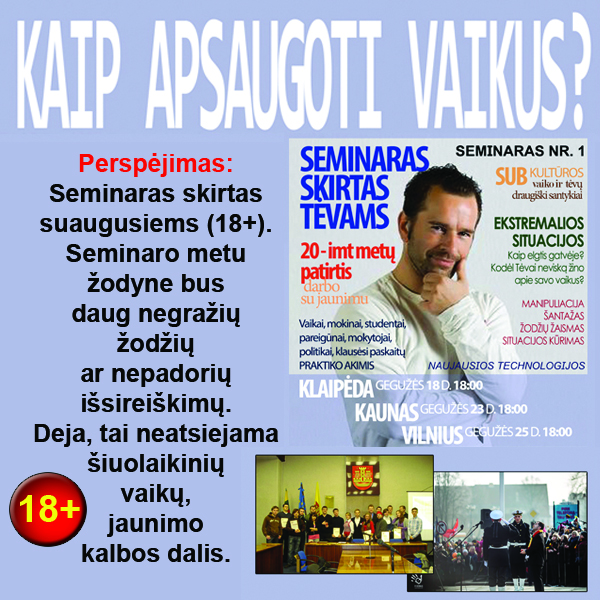 KAIP APSAUGOTI VAIKUS?
Perspėjimas:
Seminaras skirtas
suaugusiems (18+).
Seminaro metu
žodyne bus
daug negražių
žodžių
ar nepadorių
išsireiškimų.
Deja, tai neatsiejama
šiuolaikinių
vaikų,
jaunimo
kalbos dalis.
18+
SEMINARAS NR. 1
SEMINARAS
SKIRTAS
TĖVAMS
20 - imt metų
patirtis
darbo
su jaunimu
Vaikai, mokinai, studentai,
pareigūnai, mokytojai,
politikai, klausėsi paskaitų
PRAKTIKO AKIMIS
SUB KULTŪROS
vaiko ir tėvų
draugiški santykiai
EKSTREMALIOS
SITUACIJOS
Kaip elgtis gatvėje?
Kodėl Tėvai neviską žino
apie savo vaikus?
MANIPULIACIJA
ŠANTAŽAS
ŽODŽIŲ ŽAISMAS
SITUACIJOS KŪRIMAS
NAUJAUSIOS TECHNOLOGIJOS
KLAIPĖDA GEGUŽĖS 18 D. 18:00
KAUNAS GEGUŽĖS 23 D. 18:00
VILNIUS GEGUŽĖS 25 D. 18:00